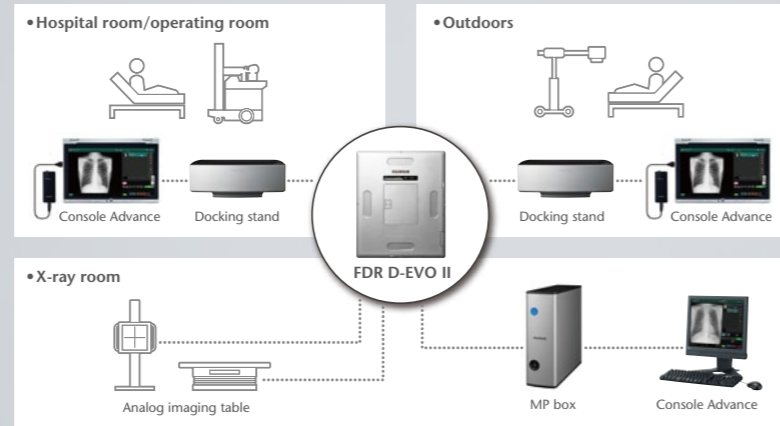 •Hospital room/operating room
Console Advance
Docking stand
•Outdoors
Docking stand
Console Advance
FDR D-EVO II
•X-ray room
Analog imaging table
MP box
Console Advance